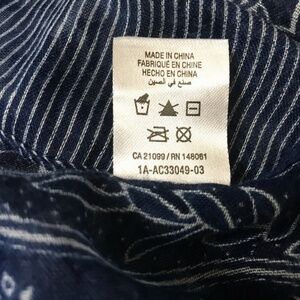 MADE IN CHINA
FABRIQUÉ EN CHINE
HECHO EN CHINA
صنع في الصين
CA 21099 / RN 148061
1A-AC33049-03